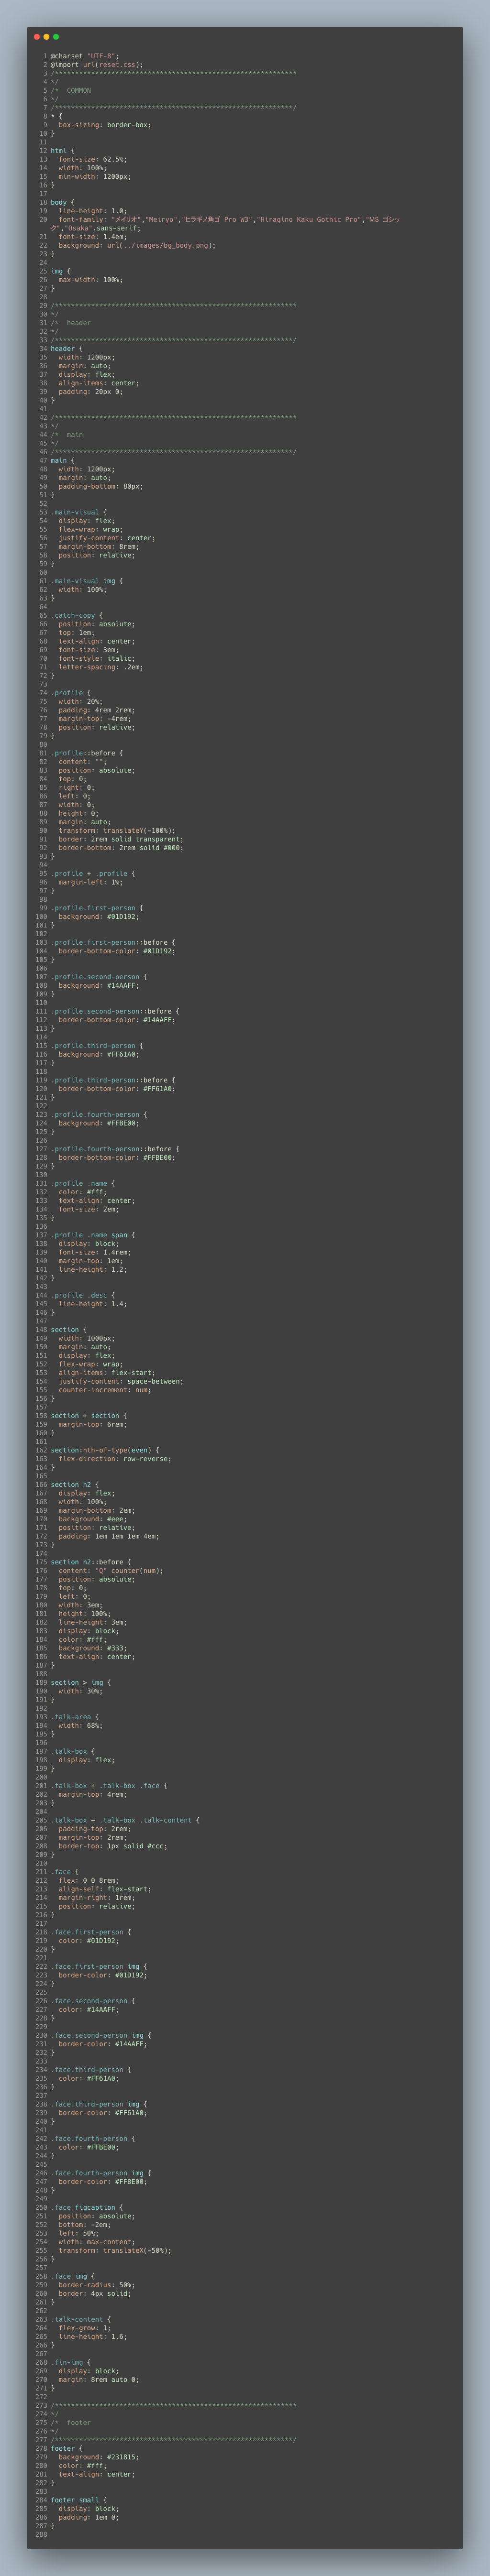 1 @charset "UTF-8";
2 @import url(reset.css);
3 /************************************************************
4 */
5 /*  COMMON
6 */
7 /************************************************************/
8 * {
9   box-sizing: border-box;
10 }
11
12 html {
13   font-size: 62.5%;
14   width: 100%;
15   min-width: 1200px;
16 }
17
18 body {
19   line-height: 1.0;
20   font-family: "メイリオ","Meiryo","ヒラギノ角ゴ Pro W3","Hiragino Kaku Gothic Pro","MS ゴシッ
ク","Osaka",sans-serif;
21   font-size: 1.4em;
22   background: url(../images/bg_body.png);
23 }
24
25 img {
26   max-width: 100%;
27 }
28
29 /************************************************************
30 */
31 /*  header
32 */
33 /************************************************************/
34 header {
35   width: 1200px;
36   margin: auto;
37   display: flex;
38   align-items: center;
39   padding: 20px 0;
40 }
41
42 /************************************************************
43 */
44 /*  main
45 */
46 /************************************************************/
47 main {
48   width: 1200px;
49   margin: auto;
50   padding-bottom: 80px;
51 }
52
53 .main-visual {
54   display: flex;
55   flex-wrap: wrap;
56   justify-content: center;
57   margin-bottom: 8rem;
58   position: relative;
59 }
60
61 .main-visual img {
62   width: 100%;
63 }
64
65 .catch-copy {
66   position: absolute;
67   top: 1em;
68   text-align: center;
69   font-size: 3em;
70   font-style: italic;
71   letter-spacing: .2em;
72 }
73
74 .profile {
75   width: 20%;
76   padding: 4rem 2rem;
77   margin-top: -4rem;
78   position: relative;
79 }
80
81 .profile::before {
82   content: "";
83   position: absolute;
84   top: 0;
85   right: 0;
86   left: 0;
87   width: 0;
88   height: 0;
89   margin: auto;
90   transform: translateY(-100%);
91   border: 2rem solid transparent;
92   border-bottom: 2rem solid #000;
93 }
94
95 .profile + .profile {
96   margin-left: 1%;
97 }
98
99 .profile.first-person {
100   background: #01D192;
101 }
102
103 .profile.first-person::before {
104   border-bottom-color: #01D192;
105 }
106
107 .profile.second-person {
108   background: #14AAFF;
109 }
110
111 .profile.second-person::before {
112   border-bottom-color: #14AAFF;
113 }
114
115 .profile.third-person {
116   background: #FF61A0;
117 }
118
119 .profile.third-person::before {
120   border-bottom-color: #FF61A0;
121 }
122
123 .profile.fourth-person {
124   background: #FFBE00;
125 }
126
127 .profile.fourth-person::before {
128   border-bottom-color: #FFBE00;
129 }
130
131 .profile .name {
132   color: #fff;
133   text-align: center;
134   font-size: 2em;
135 }
136
137 .profile .name span {
138   display: block;
139   font-size: 1.4rem;
140   margin-top: 1em;
141   line-height: 1.2;
142 }
143
144 .profile .desc {
145   line-height: 1.4;
146 }
147
148 section {
149   width: 1000px;
150   margin: auto;
151   display: flex;
152   flex-wrap: wrap;
153   align-items: flex-start;
154   justify-content: space-between;
155   counter-increment: num;
156 }
157
158 section + section {
159   margin-top: 6rem;
160 }
161
162 section:nth-of-type(even) {
163   flex-direction: row-reverse;
164 }
165
166 section h2 {
167   display: flex;
168   width: 100%;
169   margin-bottom: 2em;
170   background: #eee;
171   position: relative;
172   padding: 1em 1em 1em 4em;
173 }
174
175 section h2::before {
176   content: "Q" counter(num);
177   position: absolute;
178   top: 0;
179   left: 0;
180   width: 3em;
181   height: 100%;
182   line-height: 3em;
183   display: block;
184   color: #fff;
185   background: #333;
186   text-align: center;
187 }
188
189 section > img {
190   width: 30%;
191 }
192
193 .talk-area {
194   width: 68%;
195 }
196
197 .talk-box {
198   display: flex;
199 }
200
201 .talk-box + .talk-box .face {
202   margin-top: 4rem;
203 }
204
205 .talk-box + .talk-box .talk-content {
206   padding-top: 2rem;
207   margin-top: 2rem;
208   border-top: 1px solid #ccc;
209 }
210
211 .face {
212   flex: 0 0 8rem;
213   align-self: flex-start;
214   margin-right: 1rem;
215   position: relative;
216 }
217
218 .face.first-person {
219   color: #01D192;
220 }
221
222 .face.first-person img {
223   border-color: #01D192;
224 }
225
226 .face.second-person {
227   color: #14AAFF;
228 }
229
230 .face.second-person img {
231   border-color: #14AAFF;
232 }
233
234 .face.third-person {
235   color: #FF61A0;
236 }
237
238 .face.third-person img {
239   border-color: #FF61A0;
240 }
241
242 .face.fourth-person {
243   color: #FFBE00;
244 }
245
246 .face.fourth-person img {
247   border-color: #FFBE00;
248 }
249
250 .face figcaption {
251   position: absolute;
252   bottom: -2em;
253   left: 50%;
254   width: max-content;
255   transform: translateX(-50%);
256 }
257
258 .face img {
259   border-radius: 50%;
260   border: 4px solid;
261 }
262
263 .talk-content {
264   flex-grow: 1;
265   line-height: 1.6;
266 }
267
268 .fin-img {
269   display: block;
270   margin: 8rem auto 0;
271 }
272
273 /************************************************************
274 */
275 /*  footer
276 */
277 /************************************************************/
278 footer {
279   background: #231815;
280   color: #fff;
281   text-align: center;
282 }
283
284 footer small {
285   display: block;
286   padding: 1em 0;
287 }
288